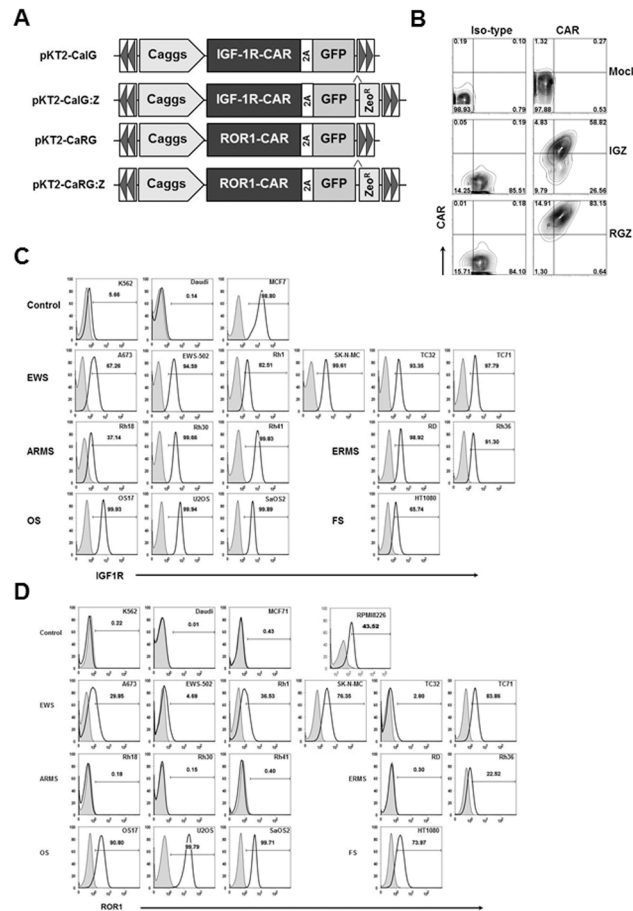 A
pKT2-CaIG Caggs IGF-1R-CAR 2A GFP
pKT2-CaIG:Z Caggs IGF-1R-CAR 2A GFP Zeo^R
pKT2-CaRG Caggs ROR1-CAR 2A GFP
pKT2-CaRG:Z Caggs ROR1-CAR 2A GFP Zeo^R
B
Iso-type CAR
0.19 0.10 1.32 0.27
Mock
98.93 0.79 97.88 0.53
0.05 0.19 4.83 58.82
IGZ
14.25 85.51 9.79 26.56
0.01 0.18 14.91 83.15
RGZ
15.71 84.10 1.30 0.64
CAR
C
Control
K562 Daudi MCF7
5.66 0.14 98.80
EWS
A673 EWS-502 Rh1 SK-N-MC TC32 TC71
67.26 94.59 82.51 99.61 93.35 97.79
ARMS
Rh18 Rh30 Rh41
37.14 99.66 99.83
ERMS
RD Rh36
98.92 91.30
OS
OS17 U2OS SaOS2
99.93 99.94 99.89
FS
HT1080
65.74
IGF1R
D
Control
K562 Daudi MCF71 RPMI8226
0.22 0.01 0.43 43.52
EWS
A673 EWS-502 Rh1 SK-N-MC TC32 TC71
29.95 4.69 36.53 76.35 2.80 83.86
ARMS
Rh18 Rh30 Rh41
0.18 0.15 0.40
ERMS
RD Rh36
0.30 22.52
OS
OS17 U2OS SaOS2
90.80 99.79 99.71
FS
HT1080
73.97
ROR1